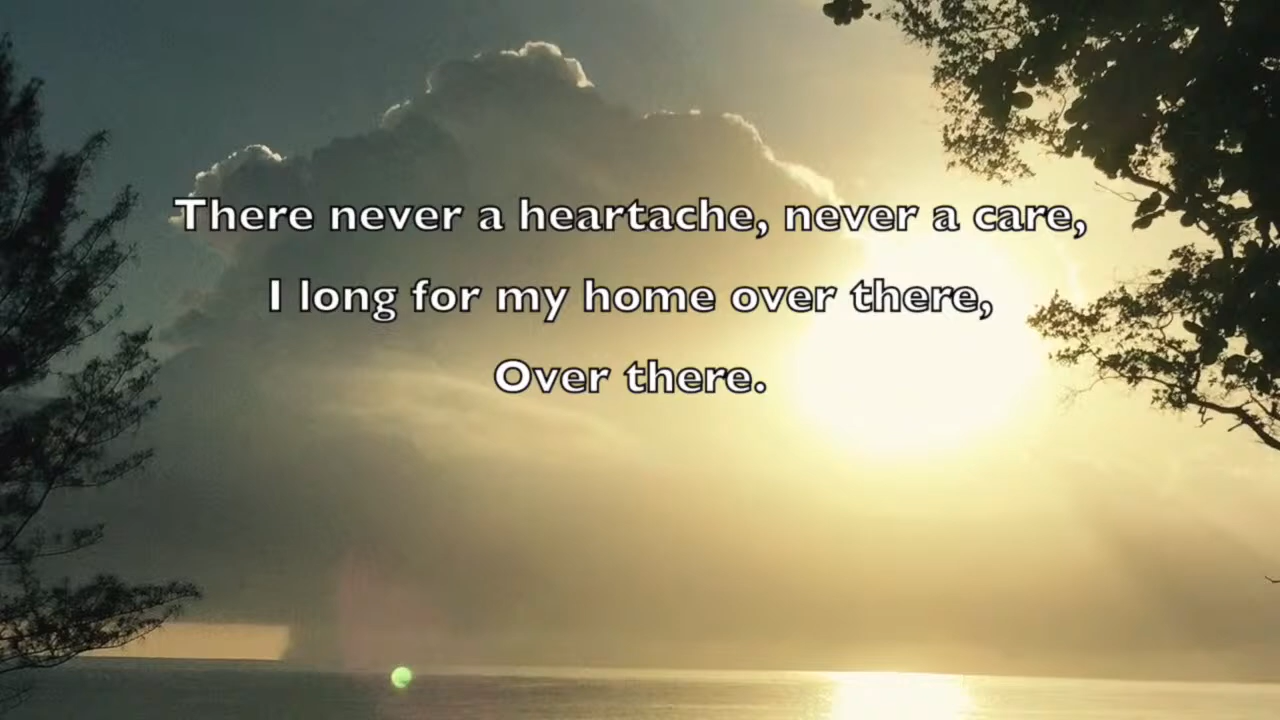 There never a heartache, never a care,
I long for my home over there,
Over there.